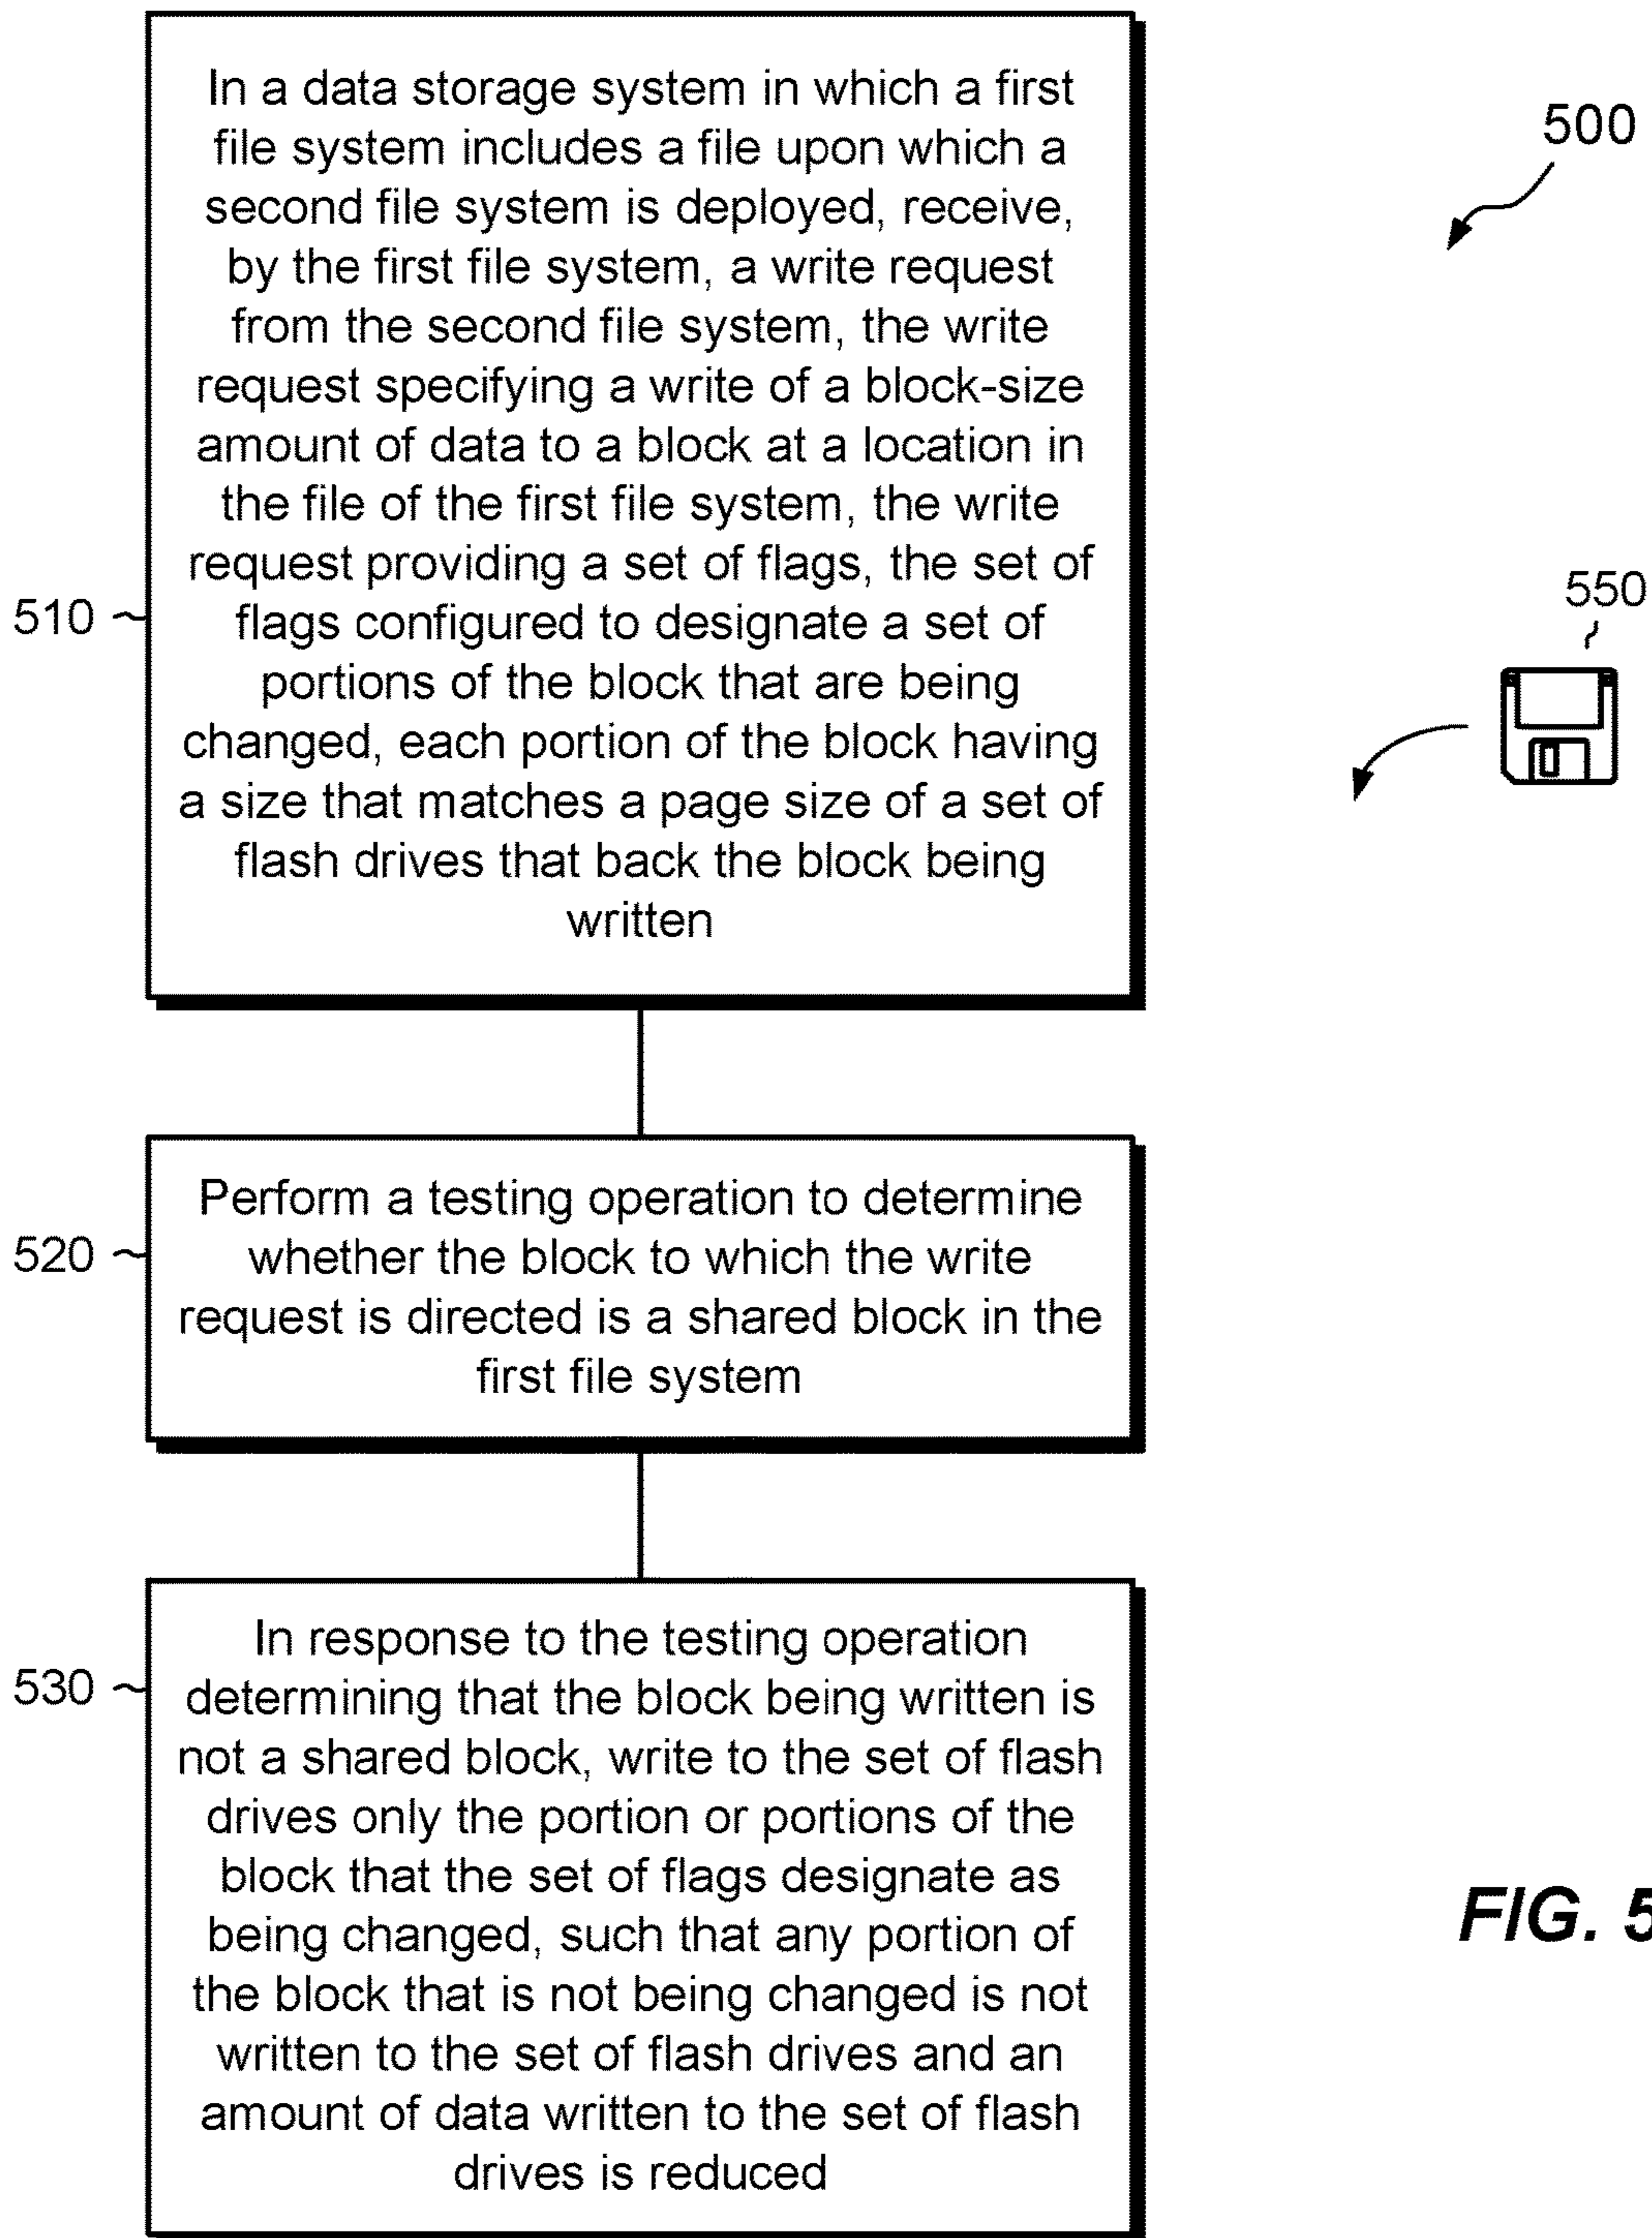 In a data storage system in which a first
file system includes a file upon which a
second file system is deployed, receive,
by the first file system, a write request
from the second file system, the write
request specifying a write of a block-size
amount of data to a block at a location in
the file of the first file system, the write
request providing a set of flags, the set of
flags configured to designate a set of
portions of the block that are being
changed, each portion of the block having
a size that matches a page size of a set of
flash drives that back the block being
written
510
500
550
Perform a testing operation to determine
whether the block to which the write
request is directed is a shared block in the
first file system
520
In response to the testing operation
determining that the block being written is
not a shared block, write to the set of flash
drives only the portion or portions of the
block that the set of flags designate as
being changed, such that any portion of
the block that is not being changed is not
written to the set of flash drives and an
amount of data written to the set of flash
drives is reduced
530
FIG. 5